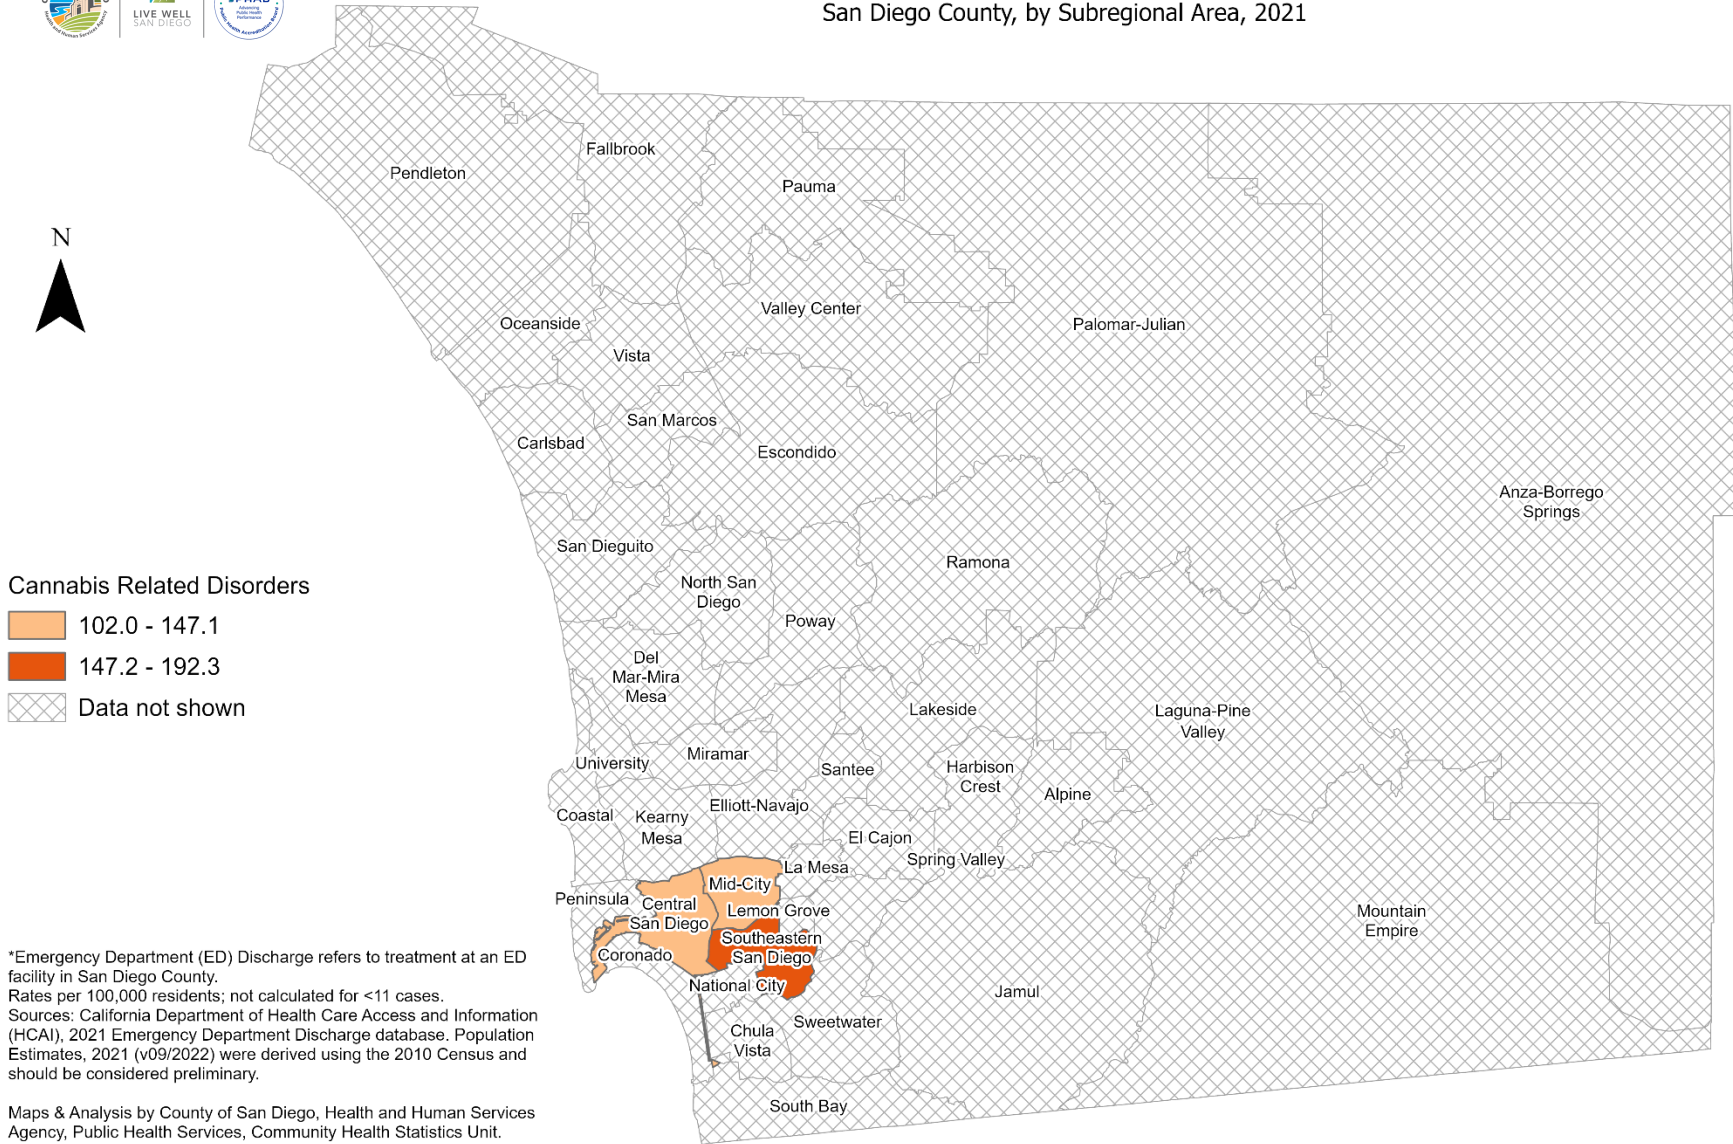 LIVE WELL
SAN DIEGO
San Diego County, by Subregional Area, 2021
Fallbrook
Pendleton
Pauma
N
Valley Center
Oceanside
Palomar-Julian
Vista
San Marcos
Carlsbad
Escondido
Anza-Borrego
Springs
San Dieguito
Ramona
North San
Diego
Poway
Cannabis Related Disorders
102.0 - 147.1
147.2 - 192.3
Data not shown
Del
Mar-Mira
Mesa
Lakeside
Laguna-Pine
Valley
Miramar
University
Santee
Harbison
Crest
Alpine
Elliott-Navajo
Coastal
Kearny
Mesa
El Cajon
Spring Valley
La Mesa
Mid-City
Peninsula
Central
San Diego
Lemon Grove
Mountain
Empire
Southeastern
San Diego
Coronado
National City
Jamul
Sweetwater
Chula
Vista
South Bay
*Emergency Department (ED) Discharge refers to treatment at an ED
facility in San Diego County.
Rates per 100,000 residents; not calculated for <11 cases.
Sources: California Department of Health Care Access and Information
(HCAI), 2021 Emergency Department Discharge database. Population
Estimates, 2021 (v09/2022) were derived using the 2010 Census and
should be considered preliminary.
Maps & Analysis by County of San Diego, Health and Human Services
Agency, Public Health Services, Community Health Statistics Unit.